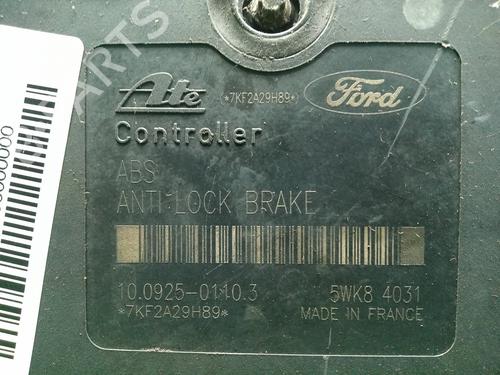 Ate
(*7KF2A29H89*)
Ford
Controller
ABS
ANTI LOCK BRAKE
10.0925-0110.3
5WK8 4031
*7KF2A29H89*
MADE IN FRANCE